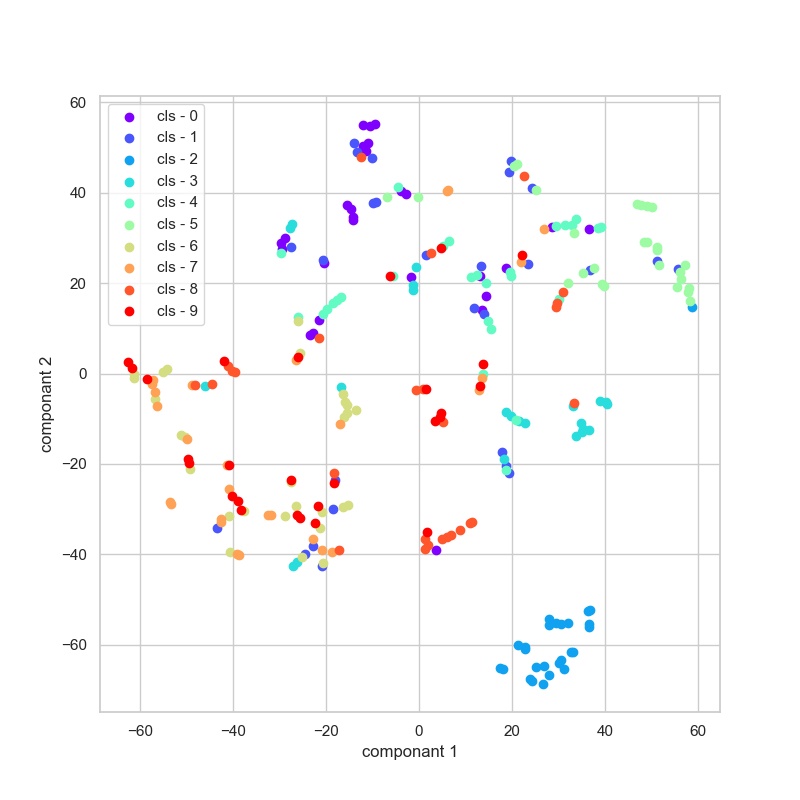 60
40
20
0
−20
−40
−60
−60
−40
−20
0
20
40
60
componant 2
componant 1
cls - 0
cls - 1
cls - 2
cls - 3
cls - 4
cls - 5
cls - 6
cls - 7
cls - 8
cls - 9